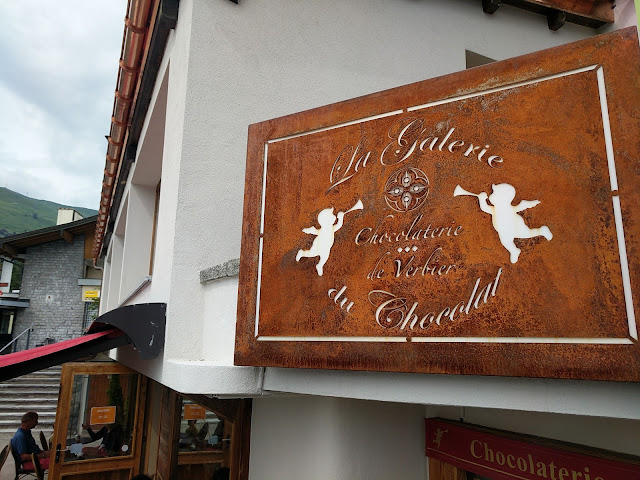 La Galerie
Chocolaterie
de Verbier
du Chocolat
Chocolaterie